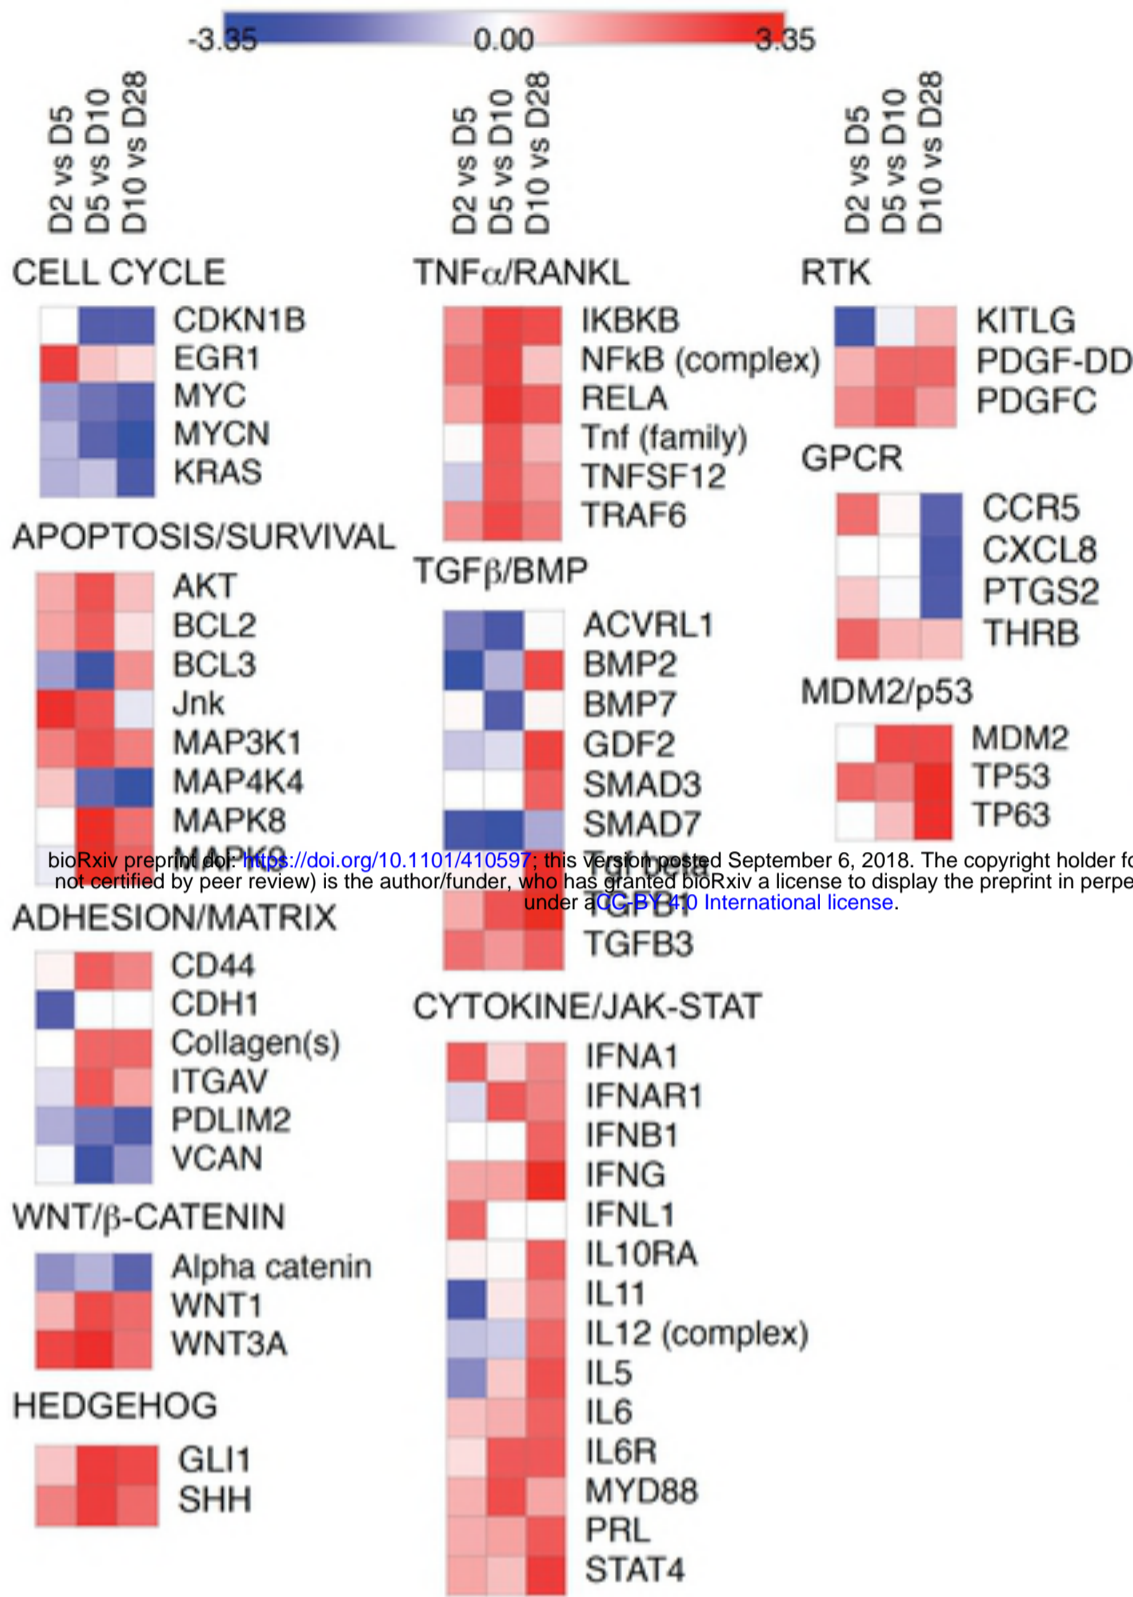 -3.35 0.00 3.35
D2 vs D5
D5 vs D10
D10 vs D28
D2 vs D5
D5 vs D10
D10 vs D28
D2 vs D5
D5 vs D10
D10 vs D28
CELL CYCLE
CDKN1B
EGR1
MYC
MYCN
KRAS
APOPTOSIS/SURVIVAL
AKT
BCL2
BCL3
Jnk
MAP3K1
MAP4K4
MAPK8
MAPK9
ADHESION/MATRIX
CD44
CDH1
Collagen(s)
ITGAV
PDLIM2
VCAN
WNT/β-CATENIN
Alpha catenin
WNT1
WNT3A
HEDGEHOG
GLI1
SHH
TNFα/RANKL
IKBKB
NFkB (complex)
RELA
Tnf (family)
TNFSF12
TRAF6
TGFβ/BMP
ACVRL1
BMP2
BMP7
GDF2
SMAD3
SMAD7
Tgf beta
TGFB1
TGFB3
CYTOKINE/JAK-STAT
IFNA1
IFNAR1
IFNB1
IFNG
IFNL1
IL10RA
IL11
IL12 (complex)
IL5
IL6
IL6R
MYD88
PRL
STAT4
RTK
KITLG
PDGF-DD
PDGFC
GPCR
CCR5
CXCL8
PTGS2
THRB
MDM2/p53
MDM2
TP53
TP63
bioRxiv preprint doi: https://doi.org/10.1101/410597; this version posted September 6, 2018. The copyright holder fo
not certified by peer review) is the author/funder, who has granted bioRxiv a license to display the preprint in perpe
under aCC-BY 4.0 International license.